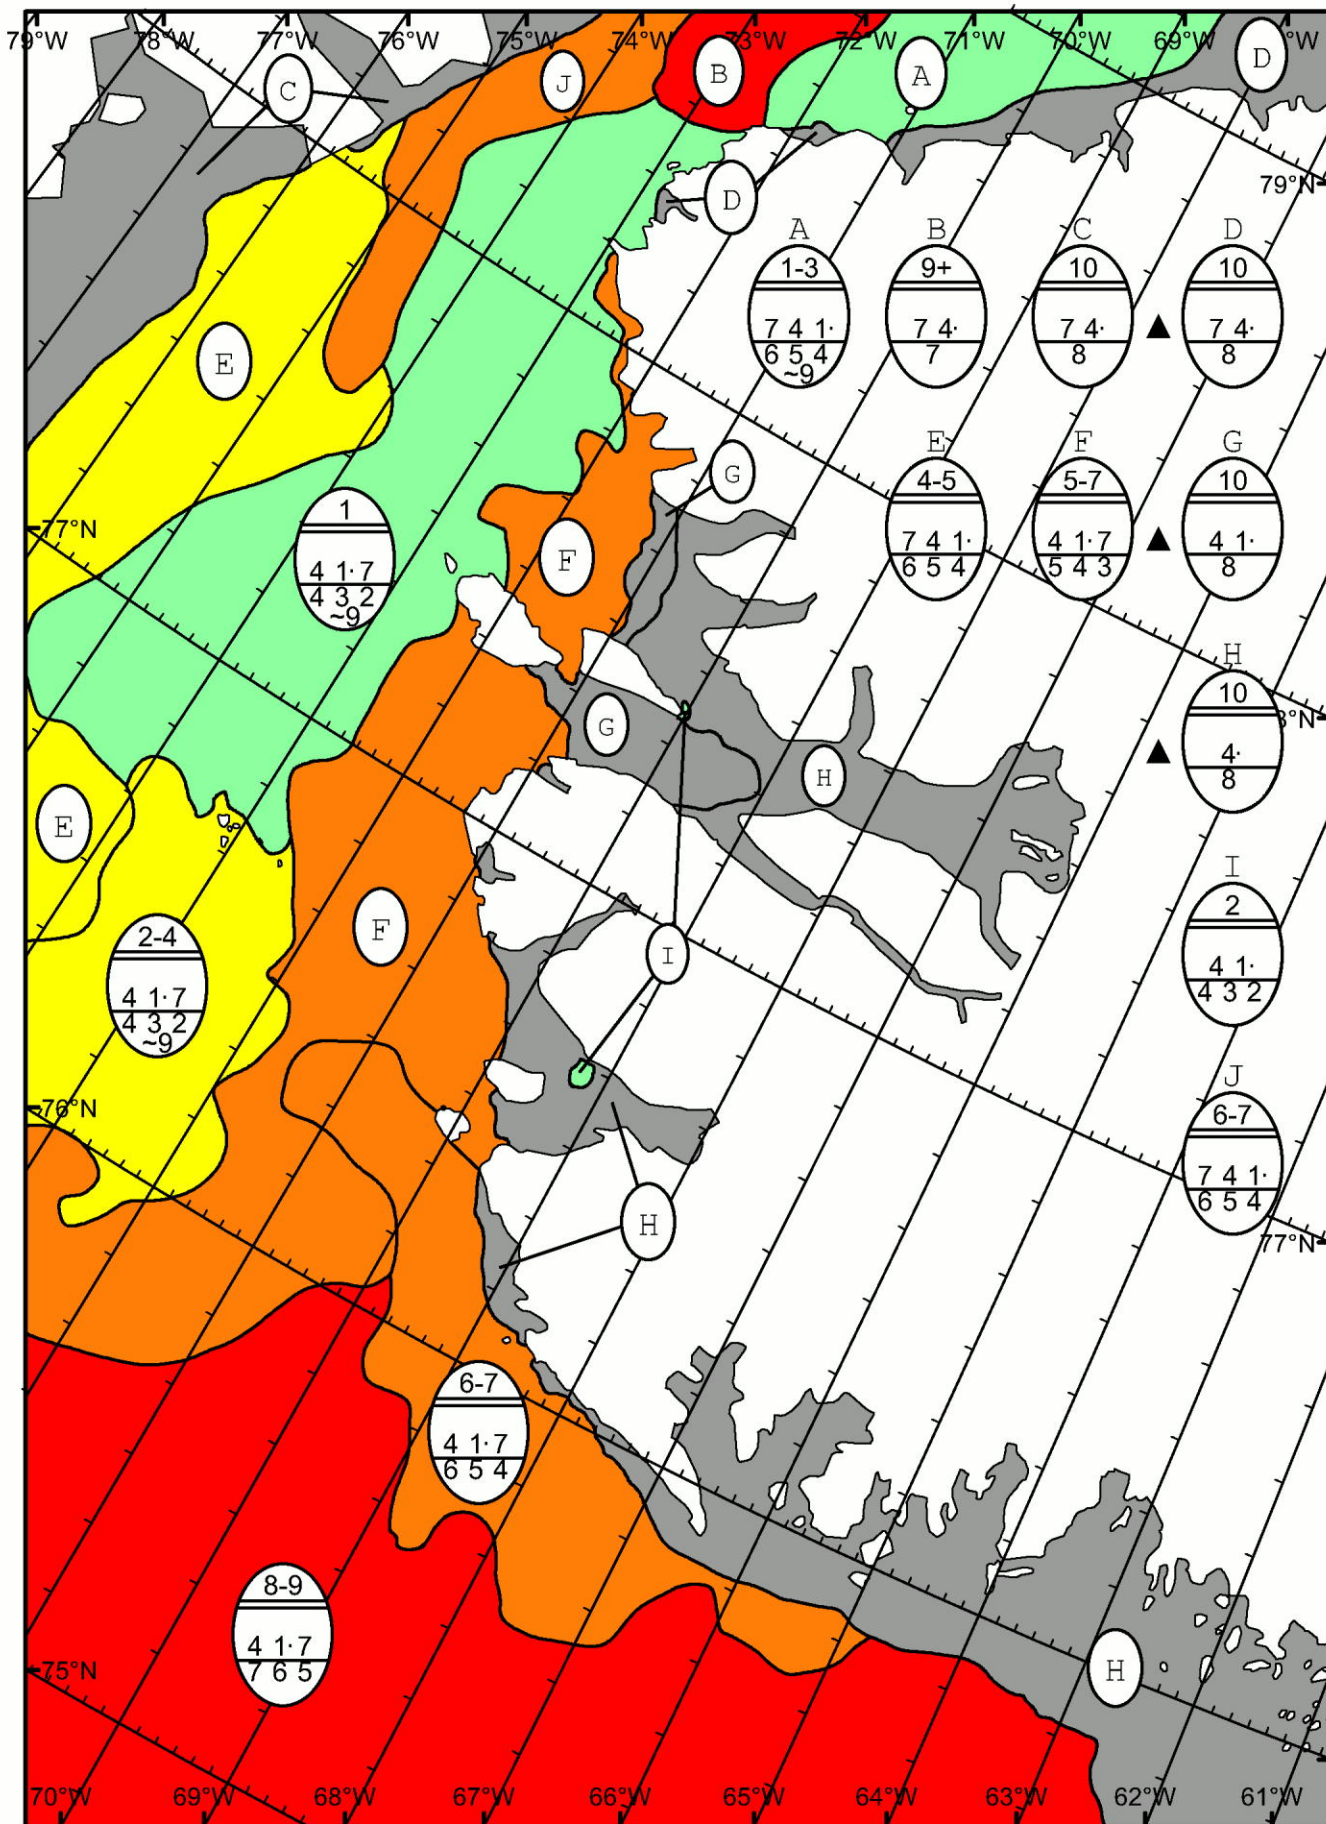 79°W 78°W 77°W 76°W 75°W 74°W 73°W 72°W 71°W 70°W 69°W
C J B A D
D
79°N
A B C D
1-3 9+ 10 10
7 4 1· 7 4· 7 4· ▲ 7 4·
6 5 4 7 8 8
~9
E
E F G
G
4-5 5-7 10
1
77°N
7 4 1· 4 1·7 ▲ 4 1·
F
6 5 4 5 4 3 8
4 1·7
4 3 2
~9
H
10
G
▲ 4·
H
8
E
I
2
F
2-4
I
4 1·
4 3 2
4 1·7
4 3 2
~9
J
76°N
6-7
7 4 1·
6 5 4
H
77°N
6-7
4 1·7
6 5 4
8-9
4 1·7
7 6 5
75°N
H
70°W 69°W 68°W 67°W 66°W 65°W 64°W 63°W 62°W 61°W